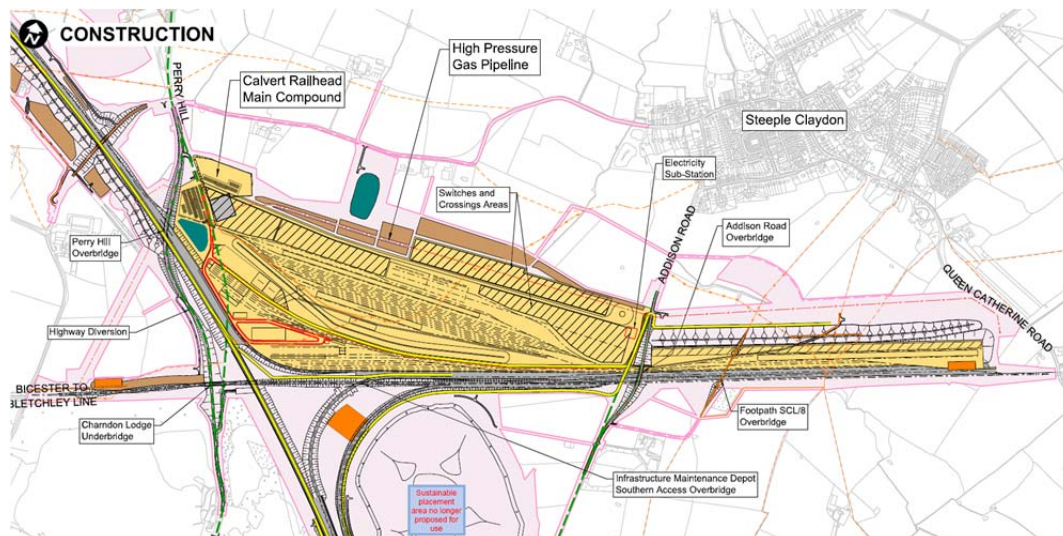 CONSTRUCTION
PERRY HILL
Calvert Railhead
Main Compound
High Pressure
Gas Pipeline
Steeple Claydon
Electricity
Sub-Station
Switches and
Crossings Areas
Addison Road
Overbridge
ADDISON ROAD
QUEEN CATHERINE ROAD
Perry Hill
Overbridge
Highway Diversion
BICESTER TO
BLETCHLEY LINE
Charndon Lodge
Underbridge
Footpath SCL/8
Overbridge
Infrastructure Maintenance Depot
Southern Access Overbridge
Sustainable
placement
area no longer
proposed for
use